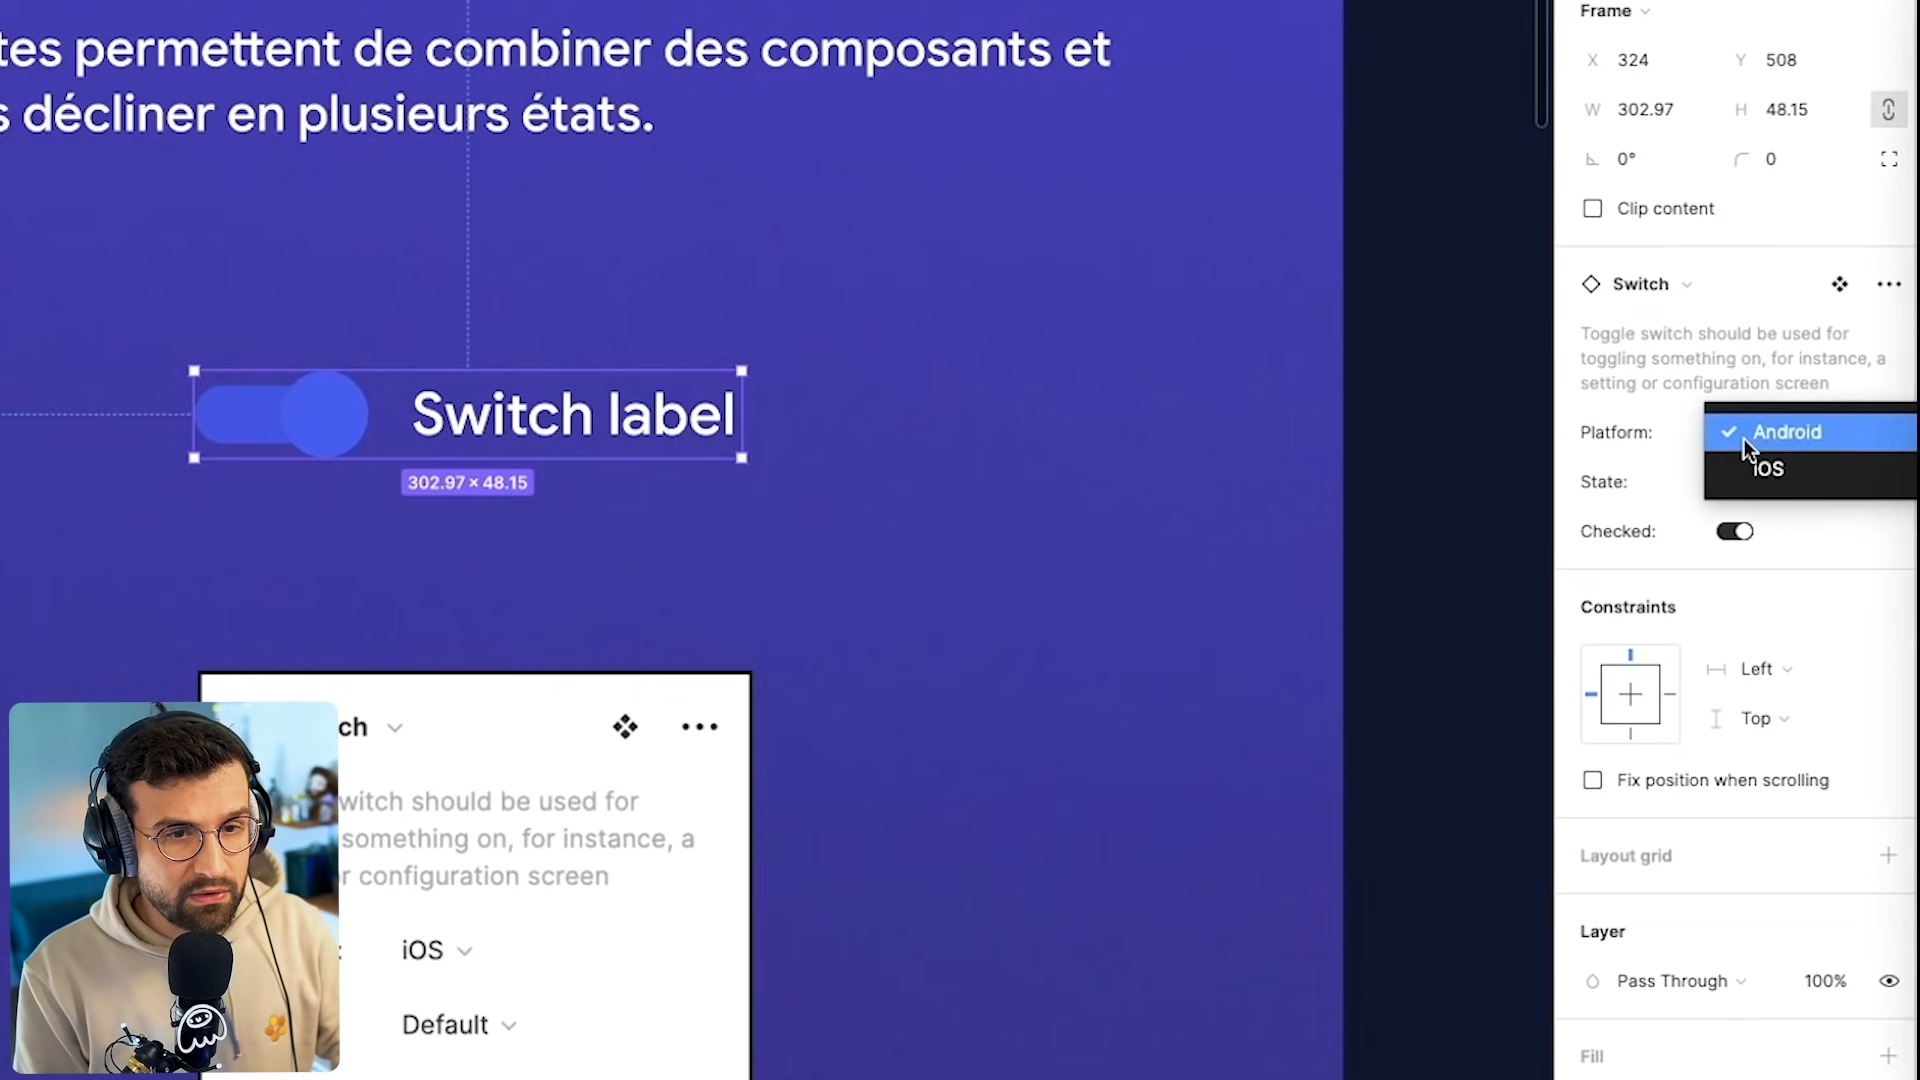 tes permettent de combiner des composants et
s décliner en plusieurs états.
Switch label
302.97 × 48.15
ch
witch should be used for
something on, for instance, a
r configuration screen
iOS
Default
Frame
X 324 Y 508
W 302.97 H 48.15
0° 0
Clip content
Switch
Toggle switch should be used for
toggling something on, for instance, a
setting or configuration screen
Platform: Android
iOS
State:
Checked:
Constraints
Left
Top
Fix position when scrolling
Layout grid
Layer
Pass Through 100%
Fill